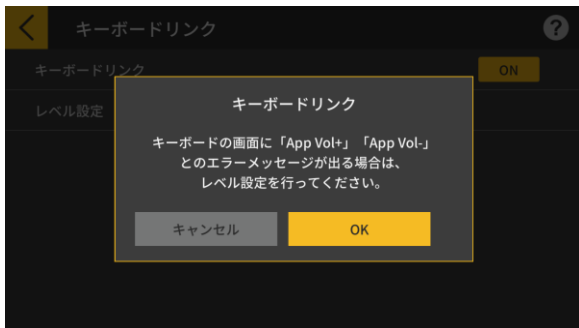 キーボードリンク
?
キーボードリンク
ON
レベル設定
キーボードリンク
キーボードの画面に「App Vol+」「App Vol-」
とのエラーメッセージが出る場合は、
レベル設定を行ってください。
キャンセル
OK